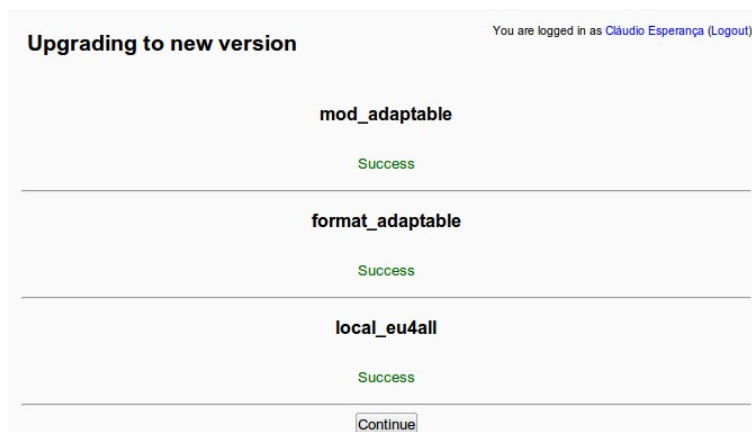 Upgrading to new version
You are logged in as Cláudio Esperança (Logout)
mod_adaptable
Success
format_adaptable
Success
local_eu4all
Success
Continue